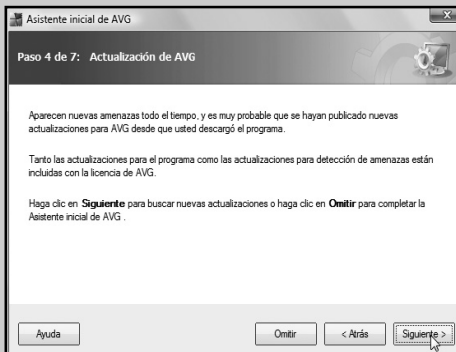 Asistente inicial de AVG
Paso 4 de 7: Actualización de AVG
Aparecen nuevas amenazas todo el tiempo, y es muy probable que se hayan publicado nuevas
actualizaciones para AVG desde que usted descargó el programa.
Tanto las actualizaciones para el programa como las actualizaciones para detección de amenazas están
incluidas con la licencia de AVG.
Haga clic en Siguiente para buscar nuevas actualizaciones o haga clic en Omitir para completar la
Asistente inicial de AVG .
Ayuda
Omitir
< Atrás
Siguiente >